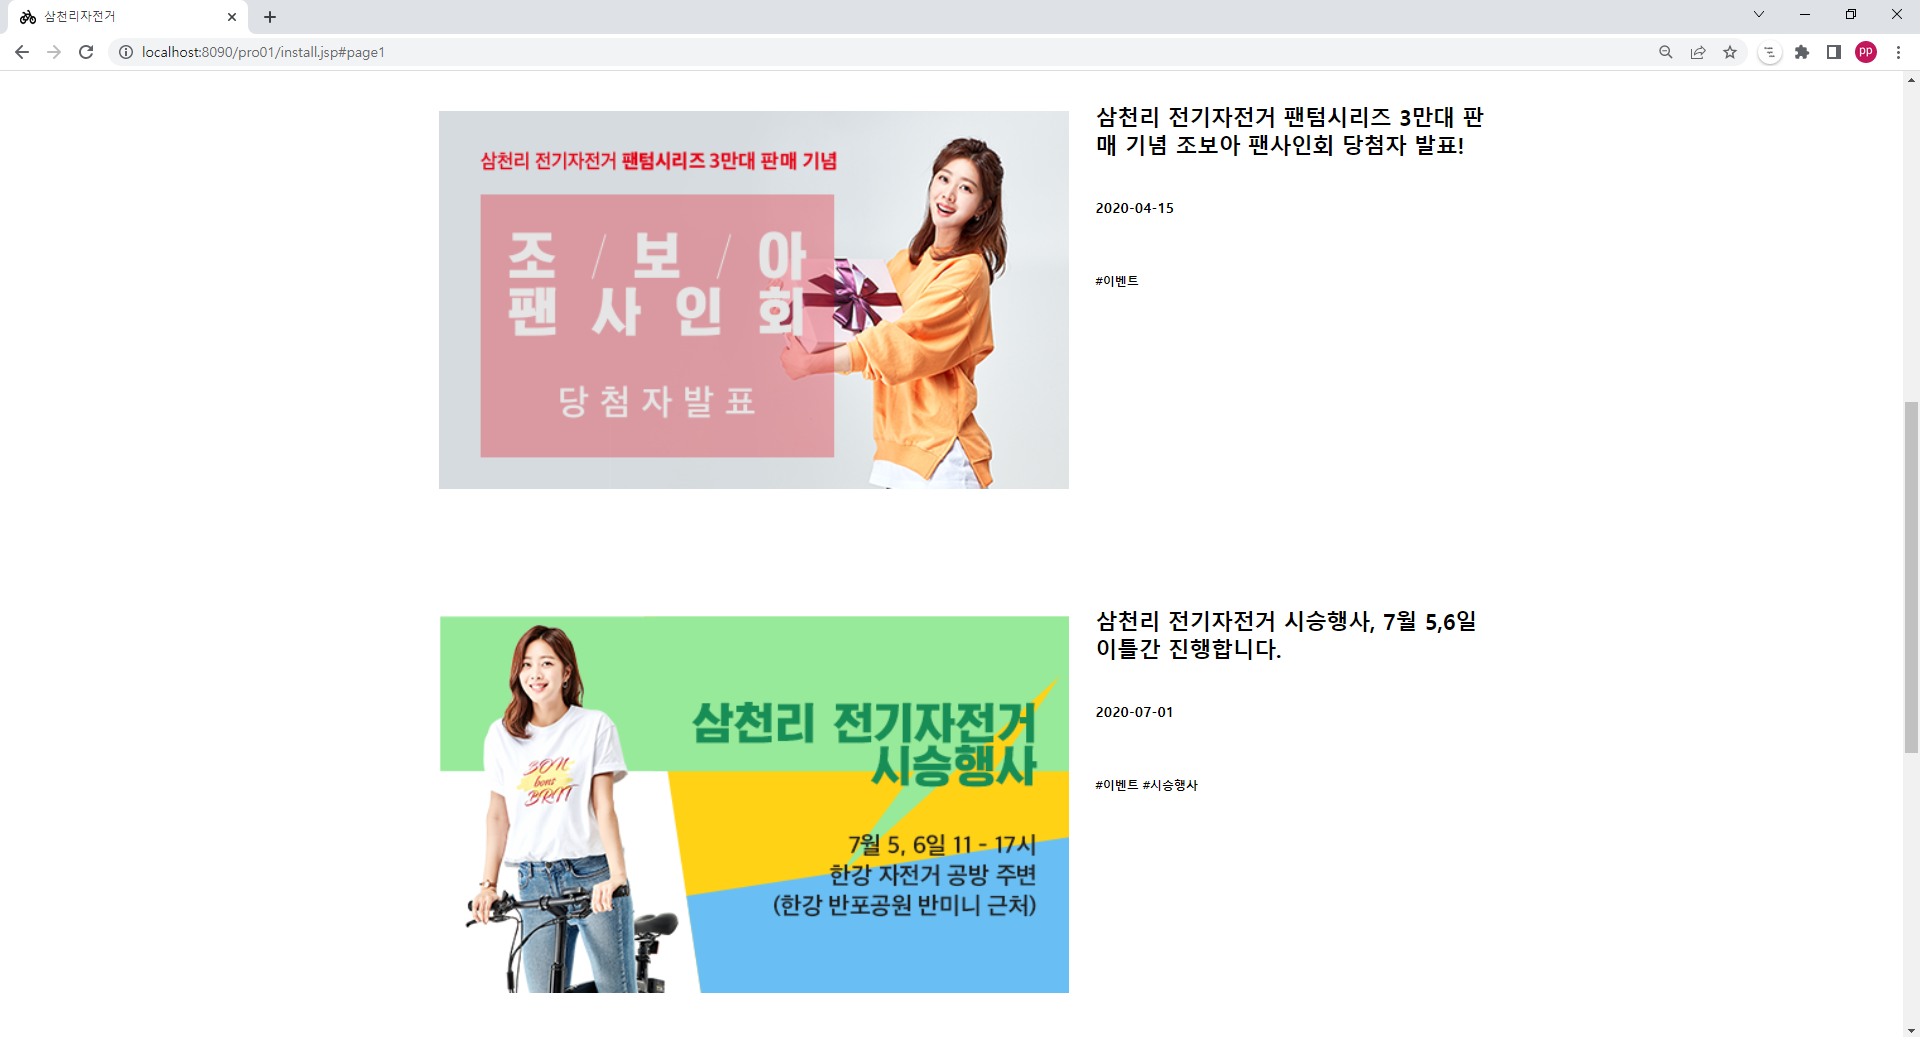 삼천리자전거
localhost:8090/pro01/install.jsp#page1
pp
삼천리 전기자전거 팬텀시리즈 3만대 판매 기념
조/보/아
팬사인회
당첨자발표
삼천리 전기자전거 팬텀시리즈 3만대 판
매 기념 조보아 팬사인회 당첨자 발표!
2020-04-15
#이벤트
BON
bons
BRAT
삼천리 전기자전거
시승행사
7월 5, 6일 11 - 17시
한강 자전거 공방 주변
(한강 반포공원 반미니 근처)
삼천리 전기자전거 시승행사, 7월 5,6일
이틀간 진행합니다.
2020-07-01
#이벤트 #시승행사